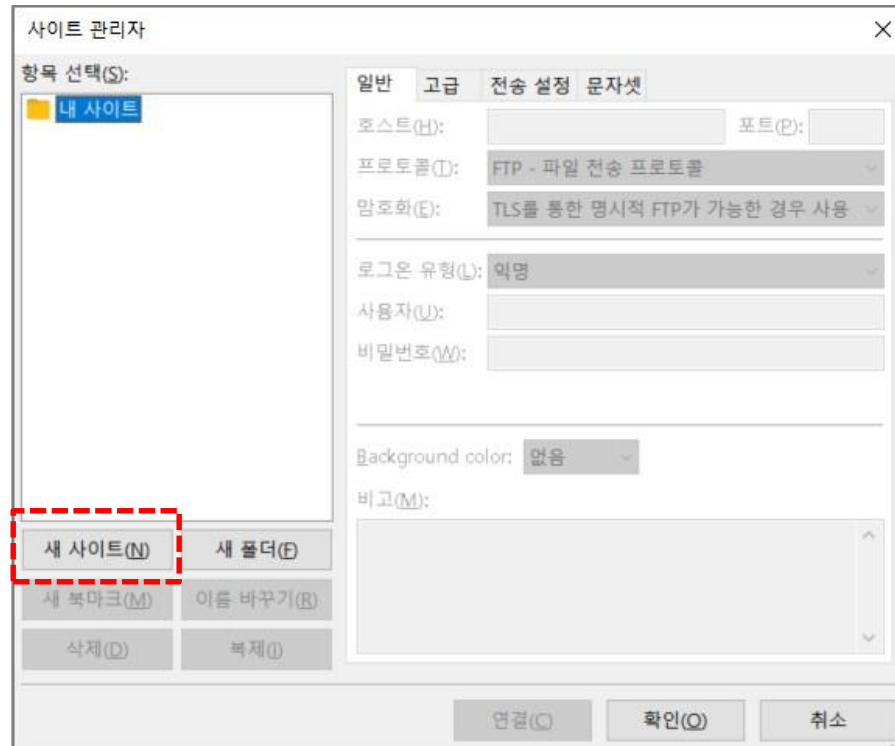 사이트 관리자
항목 선택(S):
내 사이트
새 사이트(N) 새 폴더(F)
새 북마크(M) 이름 바꾸기(R)
삭제(D) 복제(I)
일반 고급 전송 설정 문자셋
호스트(H): 포트(P):
프로토콜(T): FTP - 파일 전송 프로토콜
암호화(E): TLS를 통한 명시적 FTP가 가능한 경우 사용
로그온 유형(L): 익명
사용자(U):
비밀번호(W):
Background color: 없음
비고(M):
연결(C) 확인(O) 취소